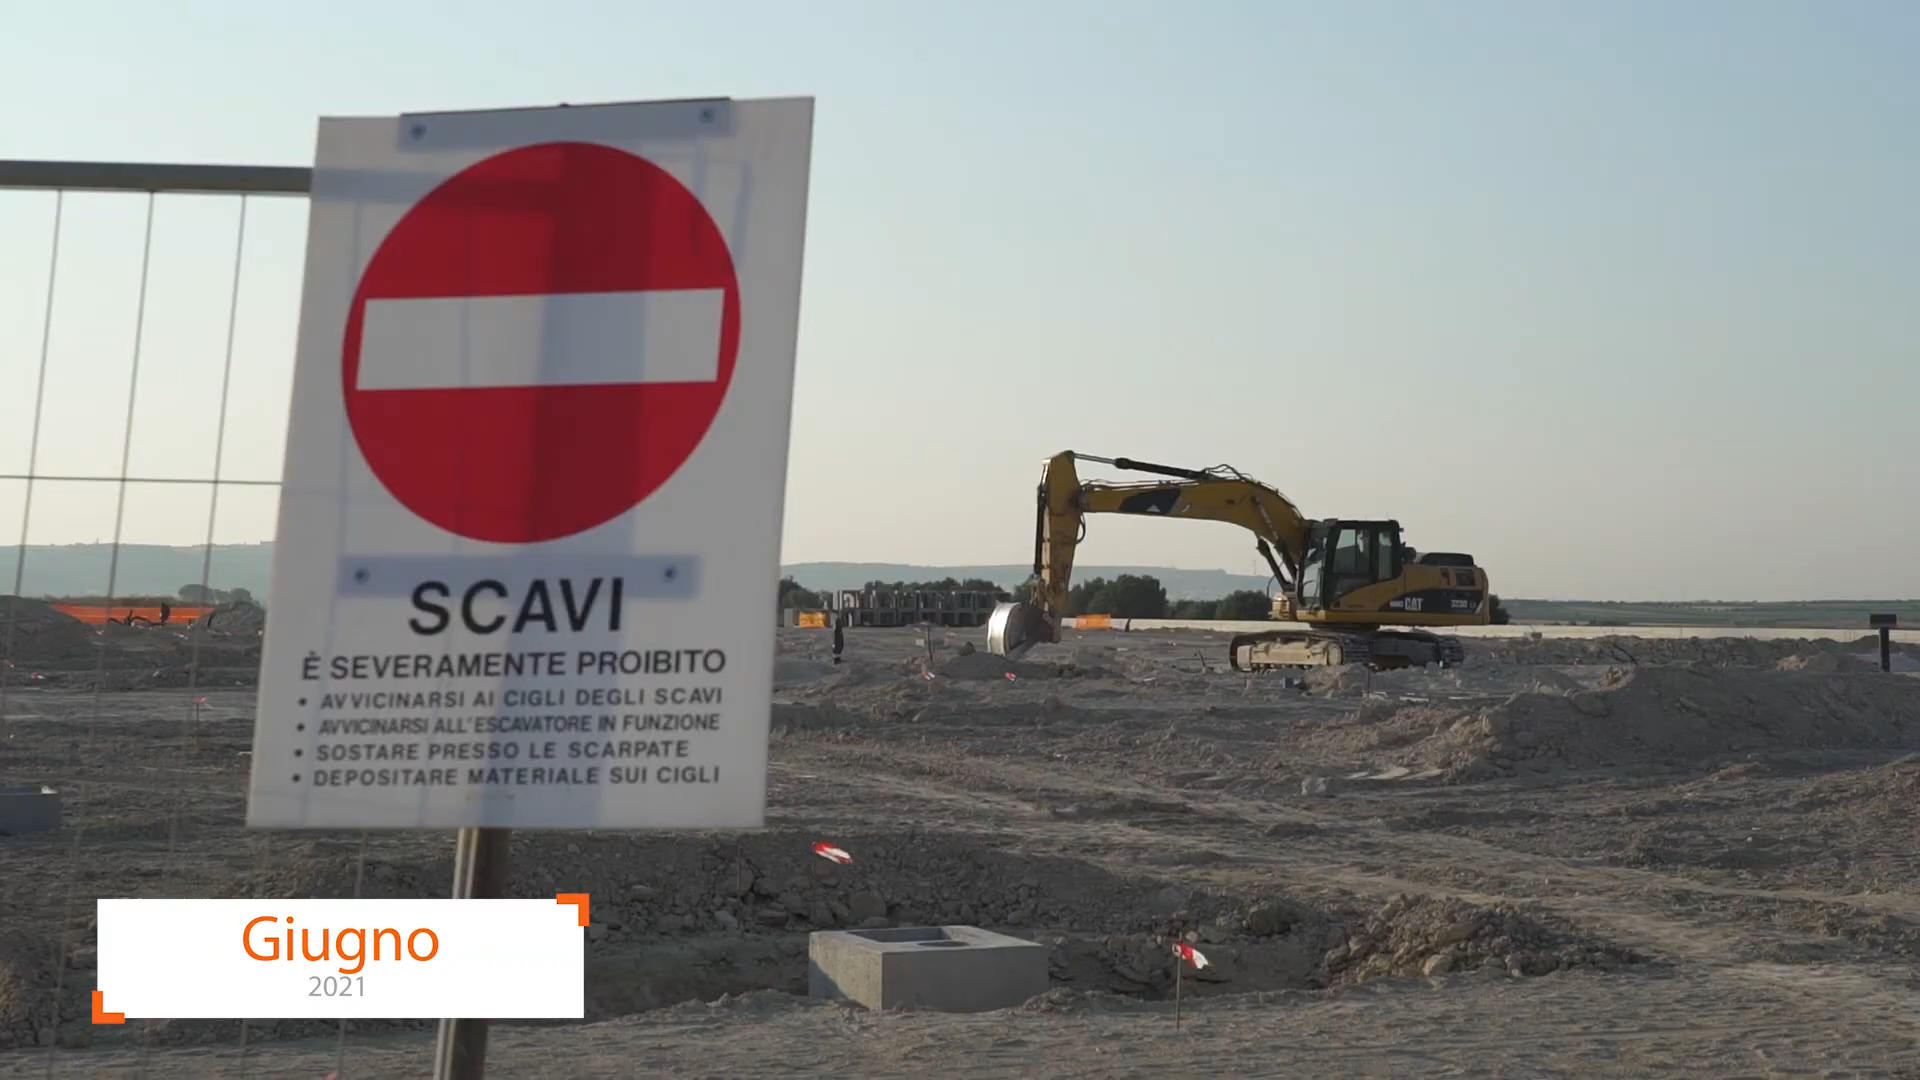 SCAVI
È SEVERAMENTE PROIBITO
• AVVICINARSI AI CIGLI DEGLI SCAVI
• AVVICINARSI ALL'ESCAVATORE IN FUNZIONE
• SOSTARE PRESSO LE SCARPATE
• DEPOSITARE MATERIALE SUI CIGLI
CAT
Giugno
2021